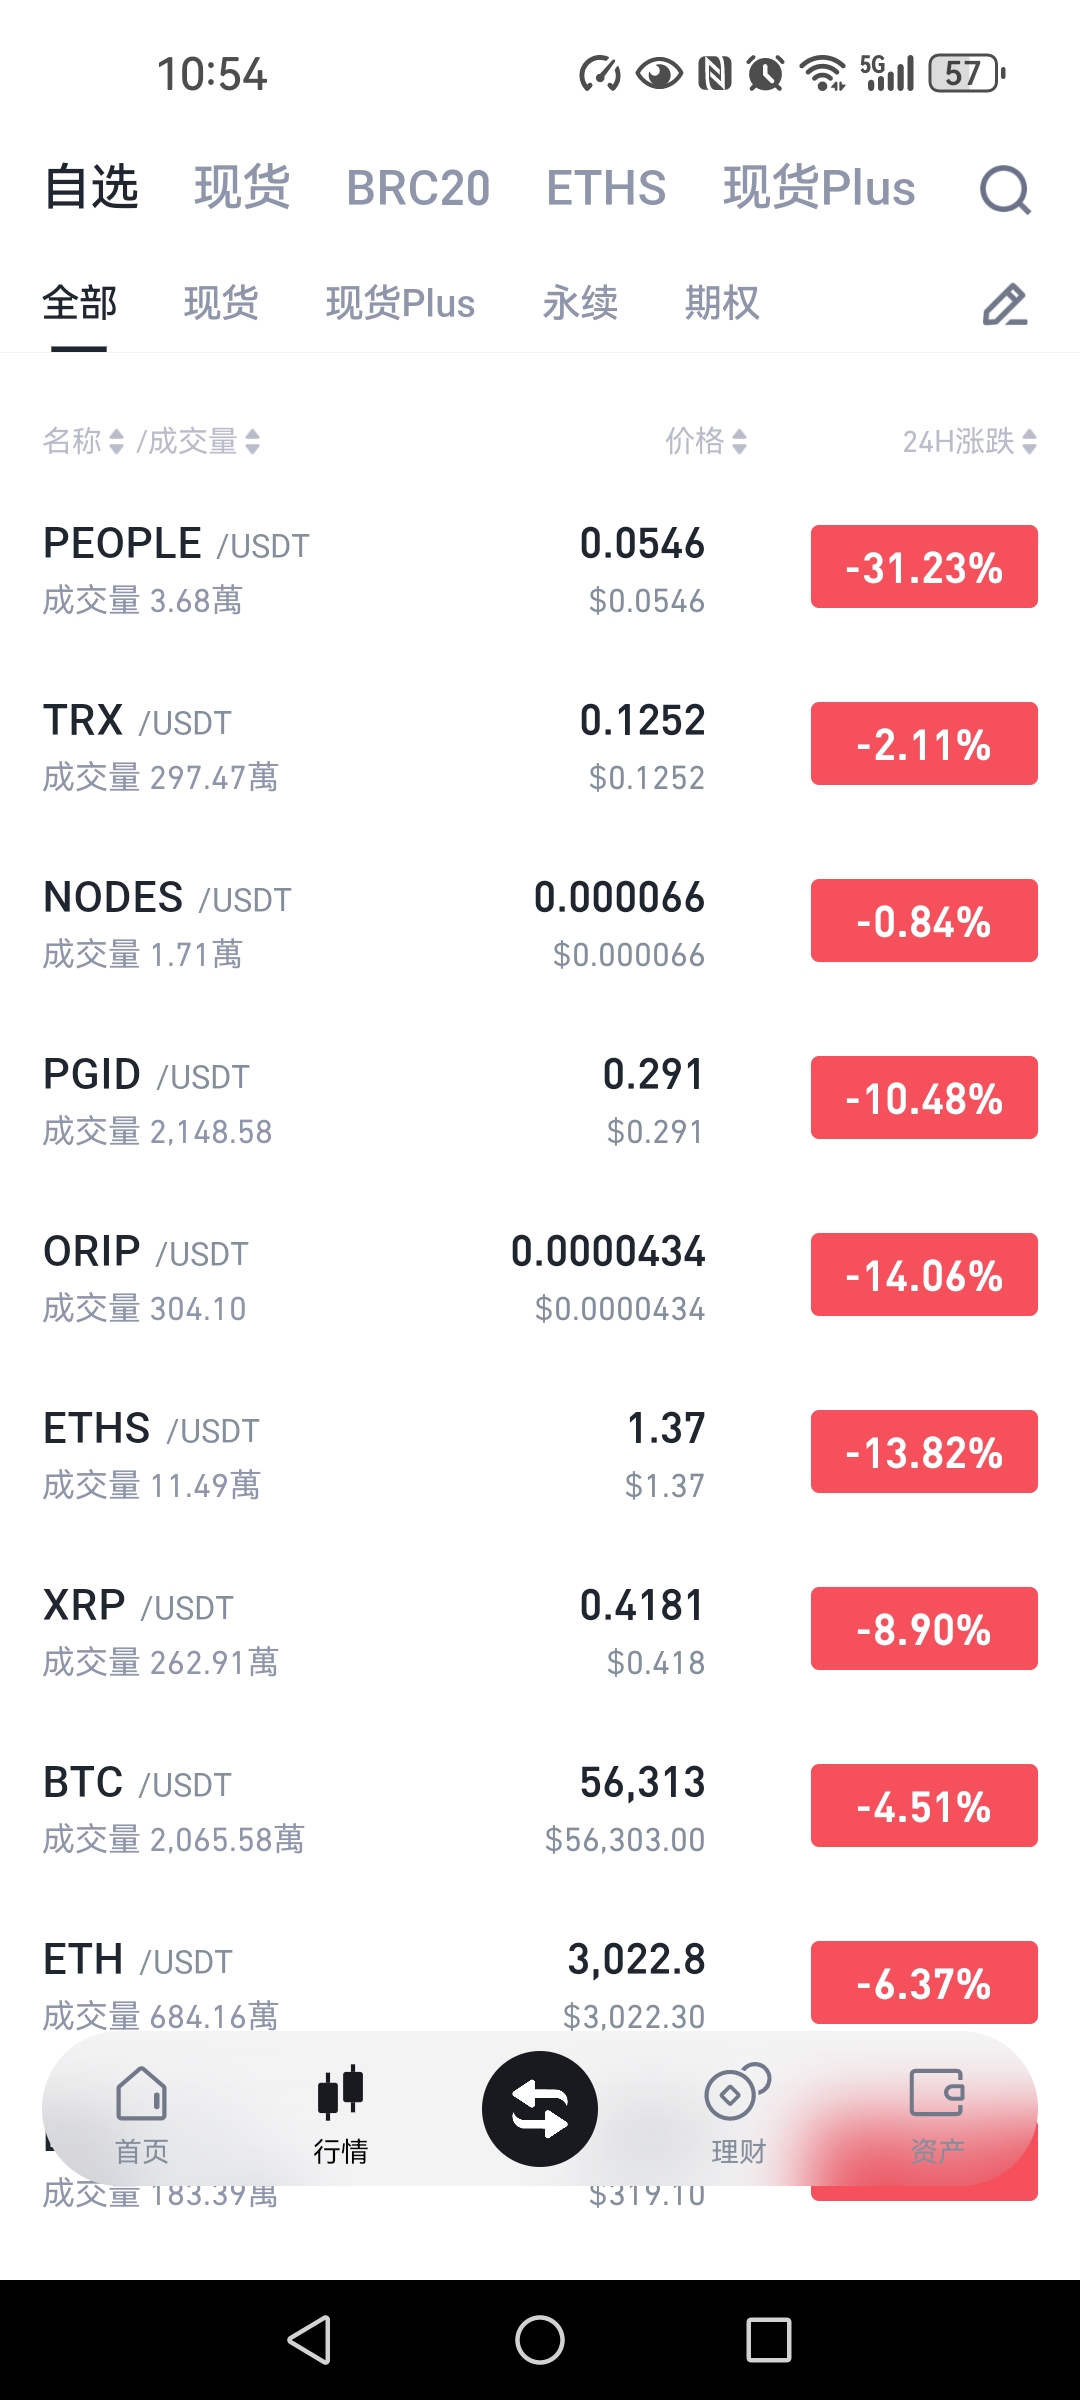 10:54 5G 57
自选 现货 BRC20 ETHS 现货Plus
全部 现货 现货Plus 永续 期权
名称 /成交量 价格 24H涨跌
PEOPLE /USDT 0.0546 -31.23%
成交量 3.68萬 $0.0546
TRX /USDT 0.1252 -2.11%
成交量 297.47萬 $0.1252
NODES /USDT 0.000066 -0.84%
成交量 1.71萬 $0.000066
PGID /USDT 0.291 -10.48%
成交量 2,148.58 $0.291
ORIP /USDT 0.0000434 -14.06%
成交量 304.10 $0.0000434
ETHS /USDT 1.37 -13.82%
成交量 11.49萬 $1.37
XRP /USDT 0.4181 -8.90%
成交量 262.91萬 $0.418
BTC /USDT 56,313 -4.51%
成交量 2,065.58萬 $56,303.00
ETH /USDT 3,022.8 -6.37%
成交量 684.16萬 $3,022.30
首页 行情 理财 资产
成交量 183.39萬 $319.10